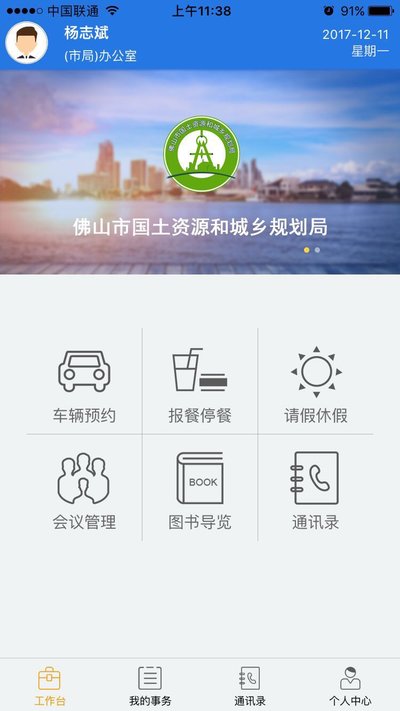 中国联通 上午11:38 91%
杨志斌 2017-12-11
(市局)办公室 星期一
佛山市国土资源和城乡规划局
佛山市国土资源和城乡规划局
车辆预约 报餐停餐 请假休假
BOOK
会议管理 图书导览 通讯录
工作台 我的事务 通讯录 个人中心